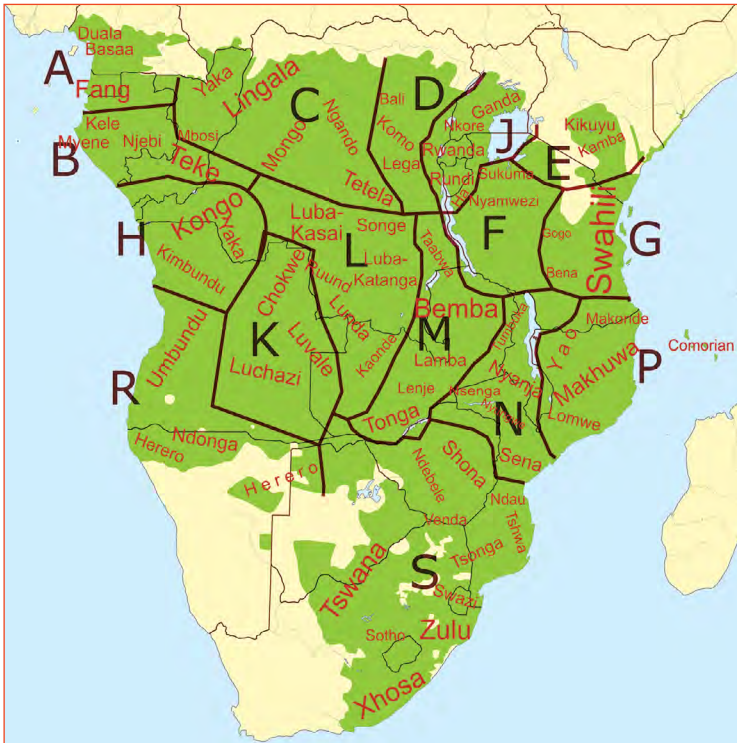 Duala
Basaa
A
Fang
Yaka
Lingala
C
Bali
D
Ganda
Ngando
Komo
Nkore
J
Kikuyu
Kamba
Kele
Myene
Njebi
Mbosi
Mongo
Lega
Rwanda
E
B
Teke
Rundi
Sukuma
Tetela
Ha
Nyamwezi
Kongo
Luba-
Kasai
Songe
Swahili
H
Yaka
L
Taabwa
F
Gogo
G
Kimbundu
Chokwe
Ruund
Luba-
Katanga
Bena
Lunda
Bemba
Umbundu
K
Luvale
Kaonde
M
Tumbuka
Yao
Makonde
Comorian
Luchazi
Lamba
Nyanja
Makhuwa
P
R
Lenje
Nsenga
N
Lomwe
Tonga
Ndonga
Herero
Shona
Sena
Herero
Ndebele
Ndau
Venda
Tshwa
Tsonga
Tswana
S
Swazi
Sotho
Zulu
Xhosa